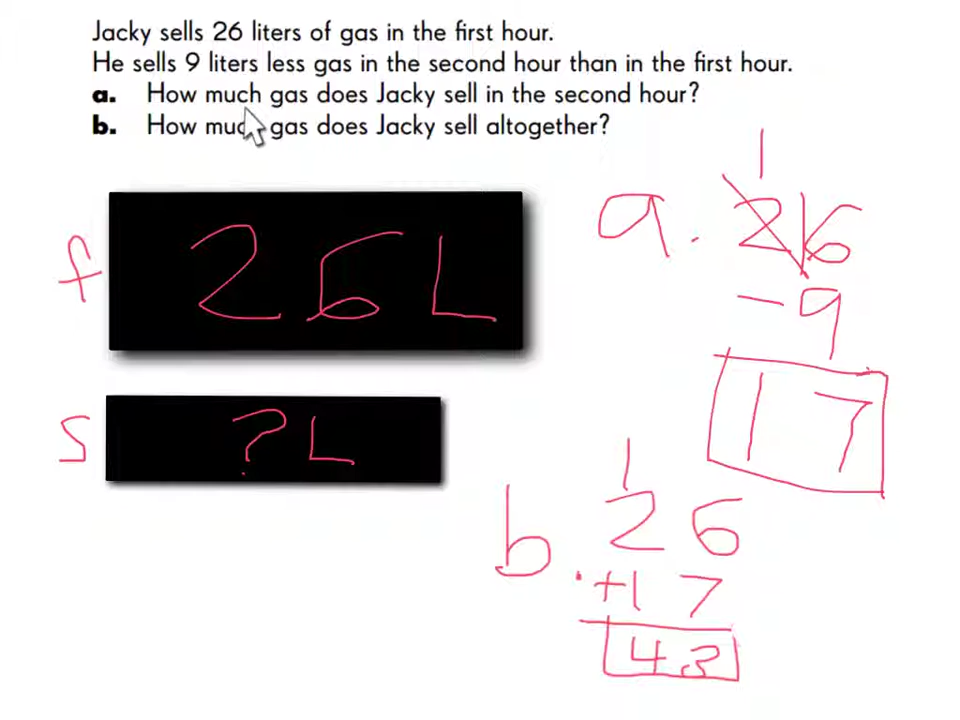 Jacky sells 26 liters of gas in the first hour.
He sells 9 liters less gas in the second hour than in the first hour.
a. How much gas does Jacky sell in the second hour?
b. How much gas does Jacky sell altogether?
f 26L
s ?L
a. 1
26
-9
17
b. 1
26
+17
43